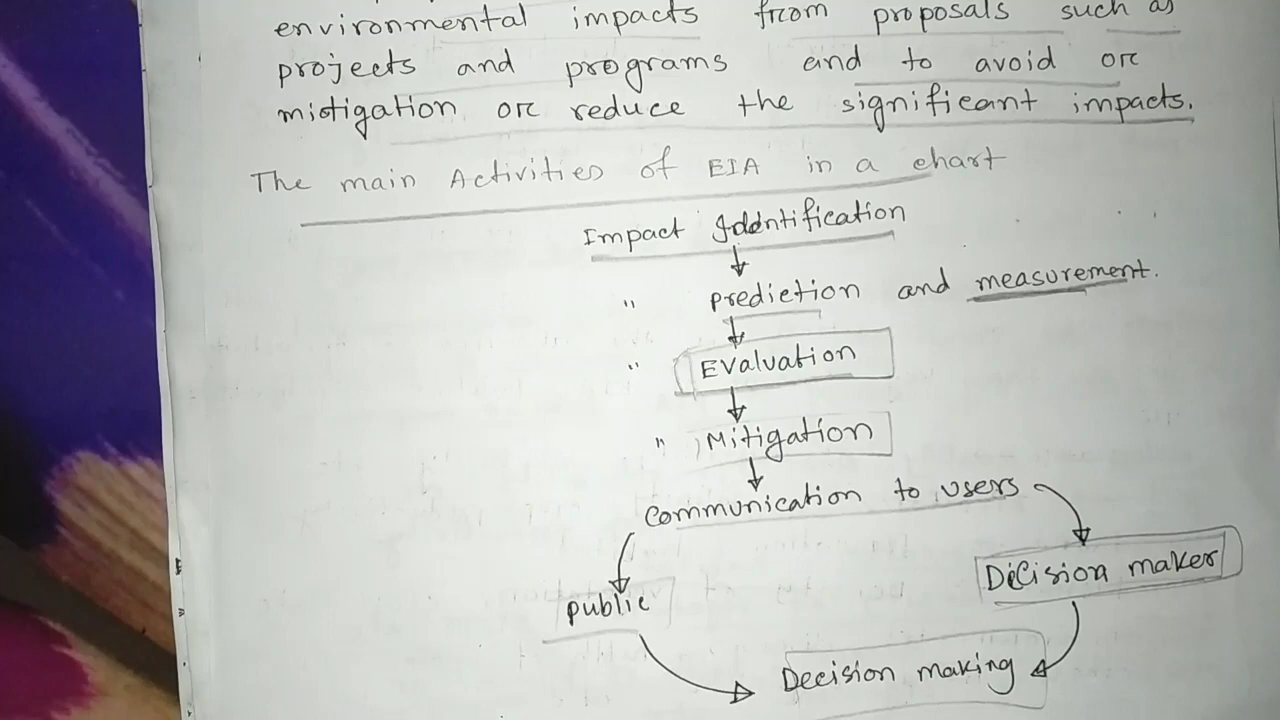 environmental impacts from proposals such as
projects and programs and to avoid or
mitigation or reduce the significant impacts.
The main Activities of EIA in a chart
Impact Identification
" prediction and measurement.
" Evaluation
" Mitigation
Communication to users
Dicision maker
public
Decision making